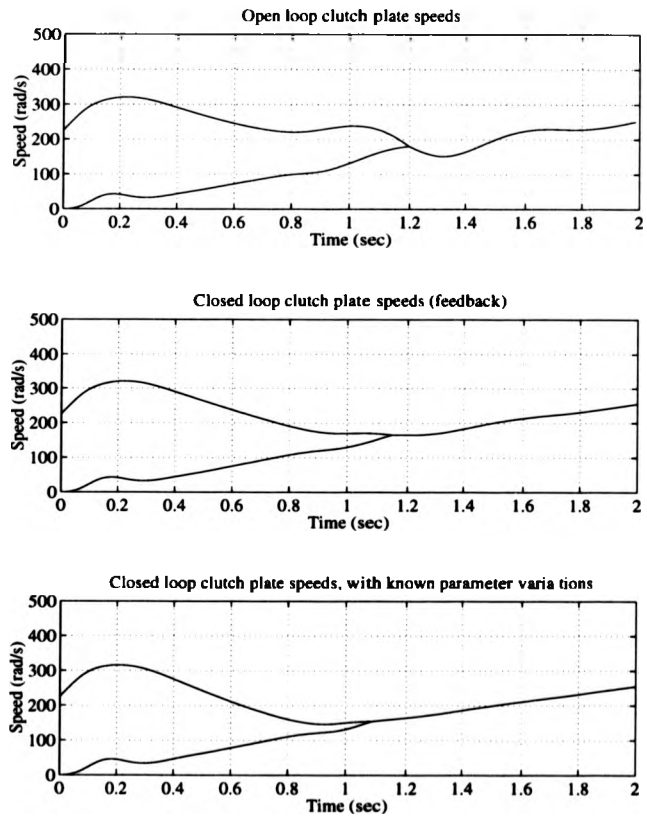 Open loop clutch plate speeds
500
400
300
200
100
0
Speed (rad/s)
0 0.2 0.4 0.6 0.8 1 1.2 1.4 1.6 1.8 2
Time (sec)
Closed loop clutch plate speeds (feedback)
500
400
300
200
100
0
Speed (rad/s)
0 0.2 0.4 0.6 0.8 1 1.2 1.4 1.6 1.8 2
Time (sec)
Closed loop clutch plate speeds, with known parameter varia tions
500
400
300
200
100
0
Speed (rad/s)
0 0.2 0.4 0.6 0.8 1 1.2 1.4 1.6 1.8 2
Time (sec)